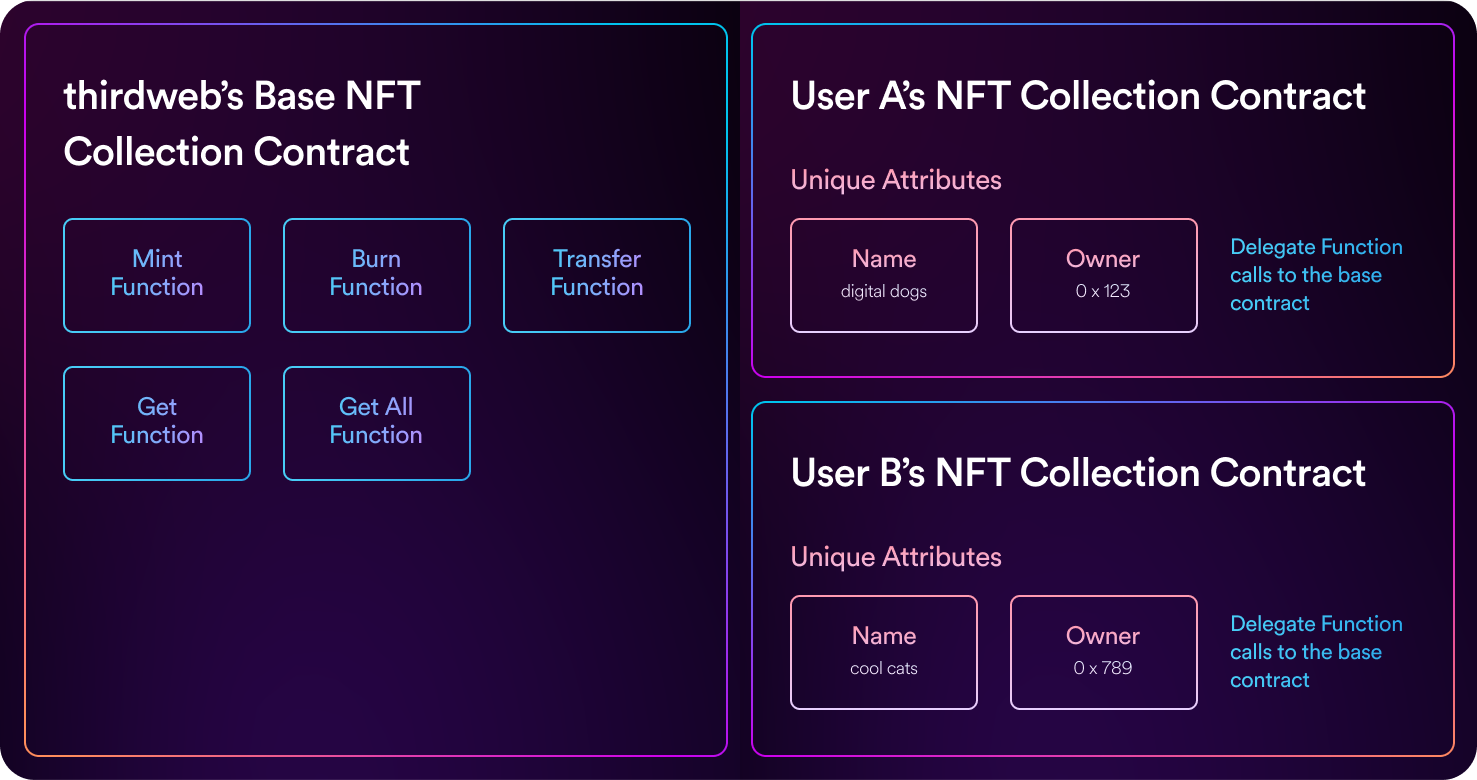 thirdweb’s Base NFT
Collection Contract
Mint
Function
Burn
Function
Transfer
Function
Get
Function
Get All
Function
User A’s NFT Collection Contract
Unique Attributes
Name
digital dogs
Owner
0 x 123
Delegate Function
calls to the base
contract
User B’s NFT Collection Contract
Unique Attributes
Name
cool cats
Owner
0 x 789
Delegate Function
calls to the base
contract